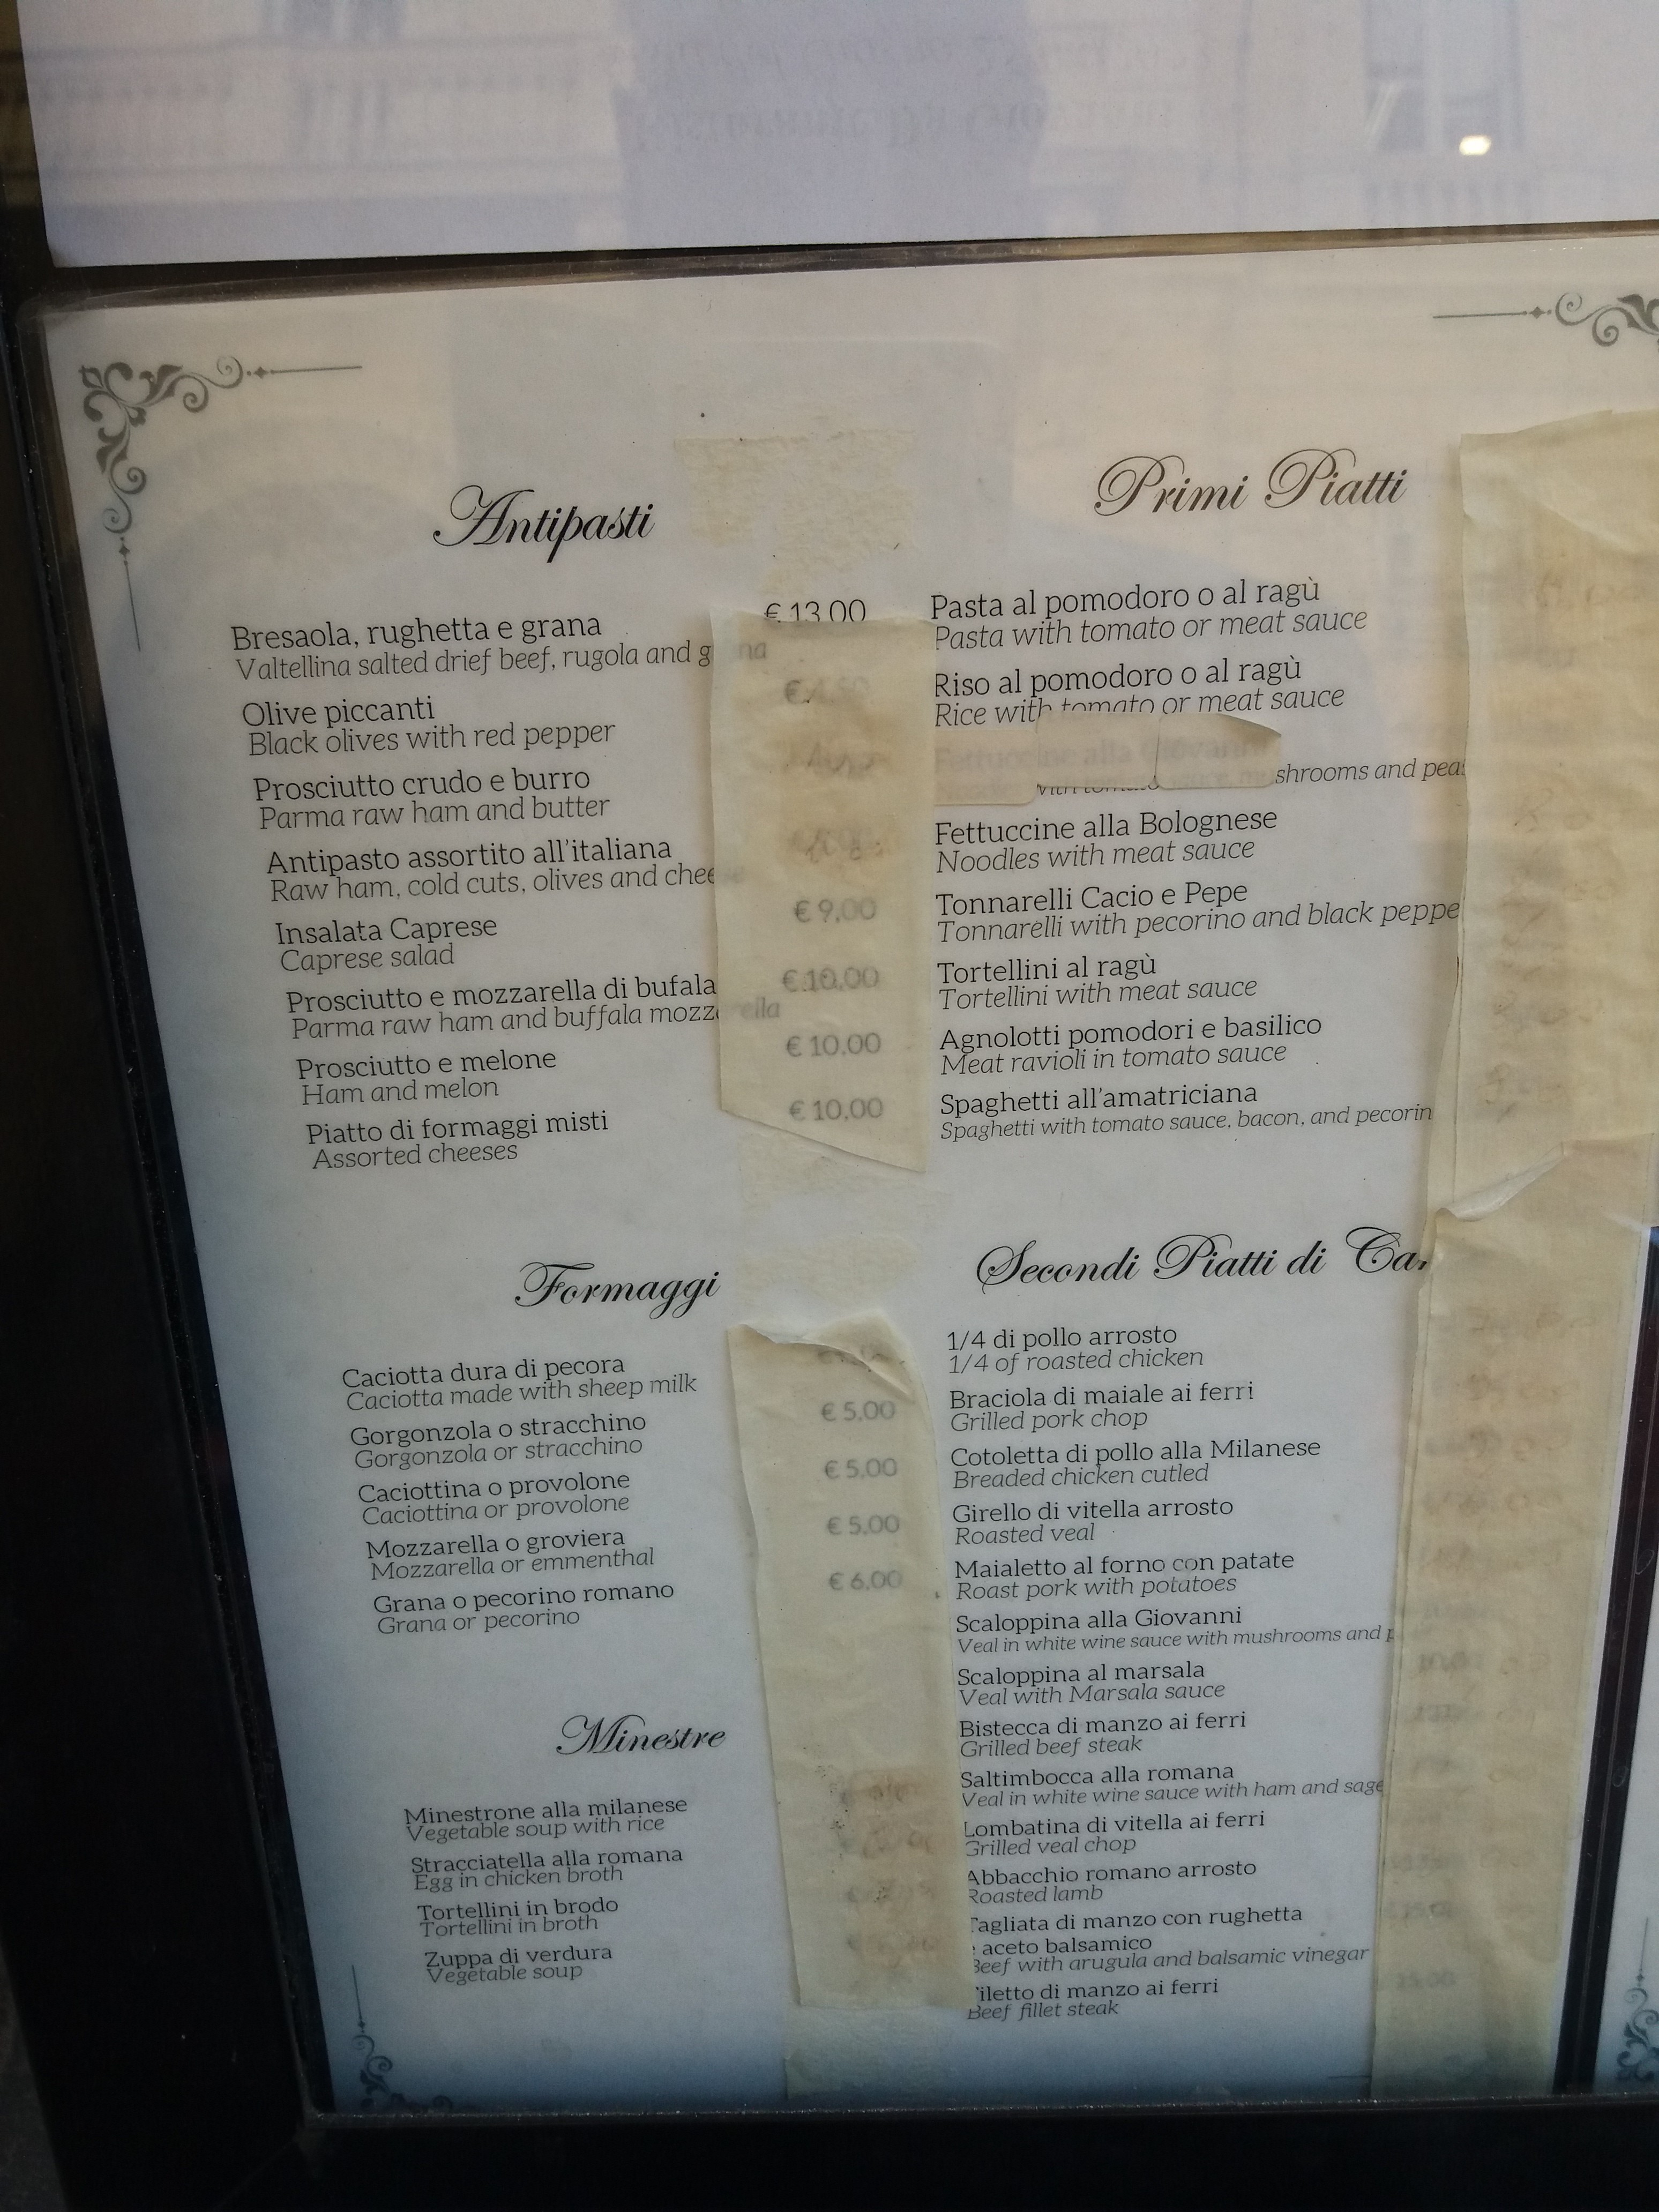 Antipasti
€ 13.00
Bresaola, rughetta e grana
Valtellina salted drief beef, rugola and g na
Olive piccanti
Black olives with red pepper
Prosciutto crudo e burro
Parma raw ham and butter
Antipasto assortito all'italiana
Raw ham, cold cuts, olives and chee
€ 9,00
Insalata Caprese
Caprese salad
€ 10,00
Prosciutto e mozzarella di bufala
Parma raw ham and buffala mozzarella
€ 10.00
Prosciutto e melone
Ham and melon
€ 10,00
Piatto di formaggi misti
Assorted cheeses
Formaggi
Caciotta dura di pecora
Caciotta made with sheep milk
€ 5.00
Gorgonzola o stracchino
Gorgonzola or stracchino
€ 5.00
Caciottina o provolone
Caciottina or provolone
€ 5.00
Mozzarella o groviera
Mozzarella or emmenthal
€ 6.00
Grana o pecorino romano
Grana or pecorino
Minestre
Minestrone alla milanese
Vegetable soup with rice
Stracciatella alla romana
Egg in chicken broth
Tortellini in brodo
Tortellini in broth
Zuppa di verdura
Vegetable soup
Primi Piatti
Pasta al pomodoro o al ragù
Pasta with tomato or meat sauce
Riso al pomodoro o al ragù
Rice with tomato or meat sauce
Fettuccine alla Giovanni
shrooms and peas
Fettuccine alla Bolognese
Noodles with meat sauce
Tonnarelli Cacio e Pepe
Tonnarelli with pecorino and black peppe
Tortellini al ragù
Tortellini with meat sauce
Agnolotti pomodori e basilico
Meat ravioli in tomato sauce
Spaghetti all'amatriciana
Spaghetti with tomato sauce, bacon, and pecorin
Secondi Piatti di Car
1/4 di pollo arrosto
1/4 of roasted chicken
Braciola di maiale ai ferri
Grilled pork chop
Cotoletta di pollo alla Milanese
Breaded chicken cutled
Girello di vitella arrosto
Roasted veal
Maialetto al forno con patate
Roast pork with potatoes
Scaloppina alla Giovanni
Veal in white wine sauce with mushrooms and p
Scaloppina al marsala
Veal with Marsala sauce
Bistecca di manzo ai ferri
Grilled beef steak
Saltimbocca alla romana
Veal in white wine sauce with ham and sage
Lombatina di vitella ai ferri
Grilled veal chop
Abbacchio romano arrosto
Roasted lamb
Tagliata di manzo con rughetta
aceto balsamico
Beef with arugula and balsamic vinegar
Filetto di manzo ai ferri
Beef fillet steak